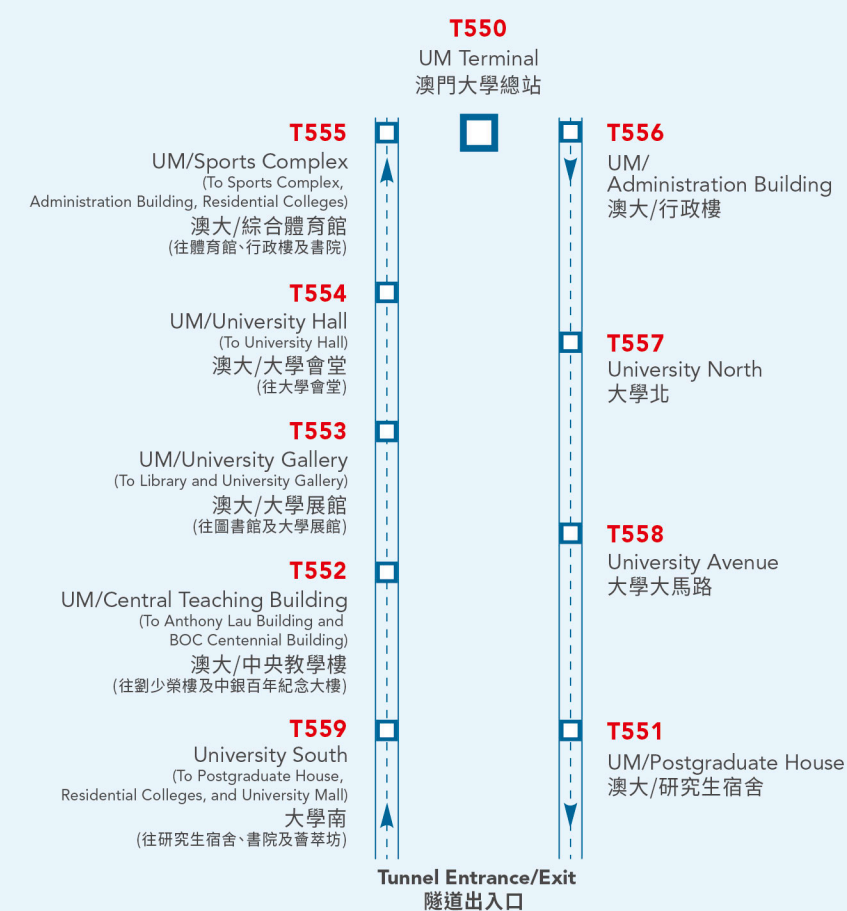 T550
UM Terminal
澳門大學總站
T555
UM/Sports Complex
(To Sports Complex,
Administration Building, Residential Colleges)
澳大/綜合體育館
(往體育館、行政樓及書院)
T554
UM/University Hall
(To University Hall)
澳大/大學會堂
(往大學會堂)
T553
UM/University Gallery
(To Library and University Gallery)
澳大/大學展館
(往圖書館及大學展館)
T552
UM/Central Teaching Building
(To Anthony Lau Building and
BOC Centennial Building)
澳大/中央教學樓
(往劉少榮樓及中銀百年紀念大樓)
T559
University South
(To Postgraduate House,
Residential Colleges, and University Mall)
大學南
(往研究生宿舍、書院及薈萃坊)
T556
UM/
Administration Building
澳大/行政樓
T557
University North
大學北
T558
University Avenue
大學大馬路
T551
UM/Postgraduate House
澳大/研究生宿舍
Tunnel Entrance/Exit
隧道出入口